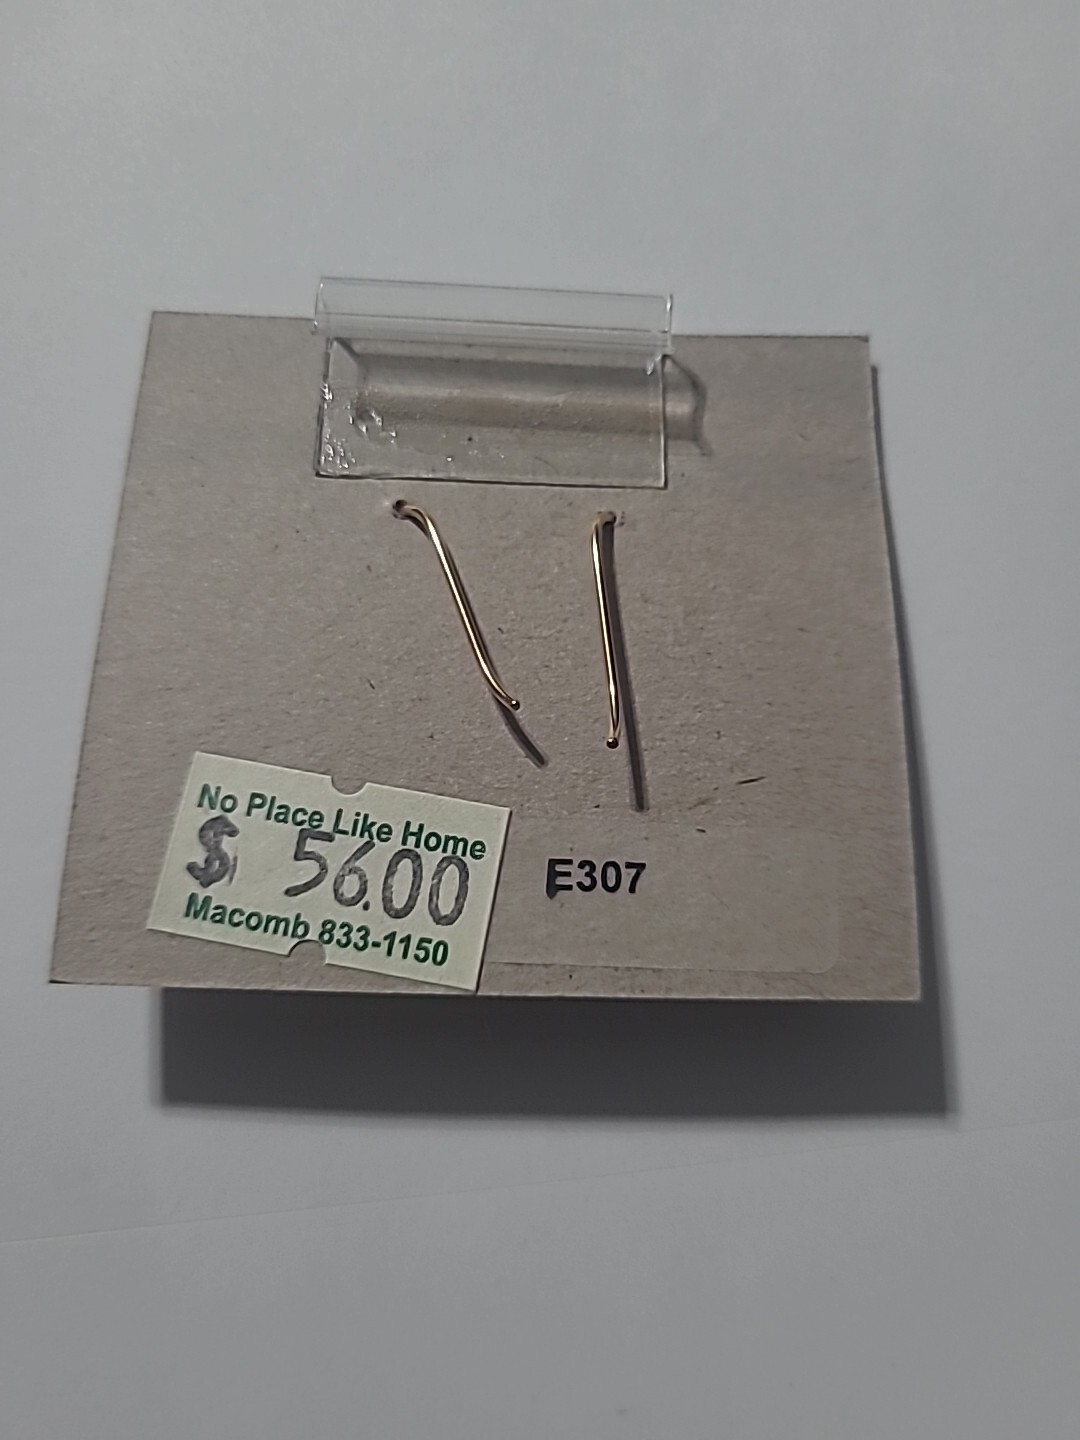 No Place Like Home
$ 56.00
Macomb 833-1150
E307